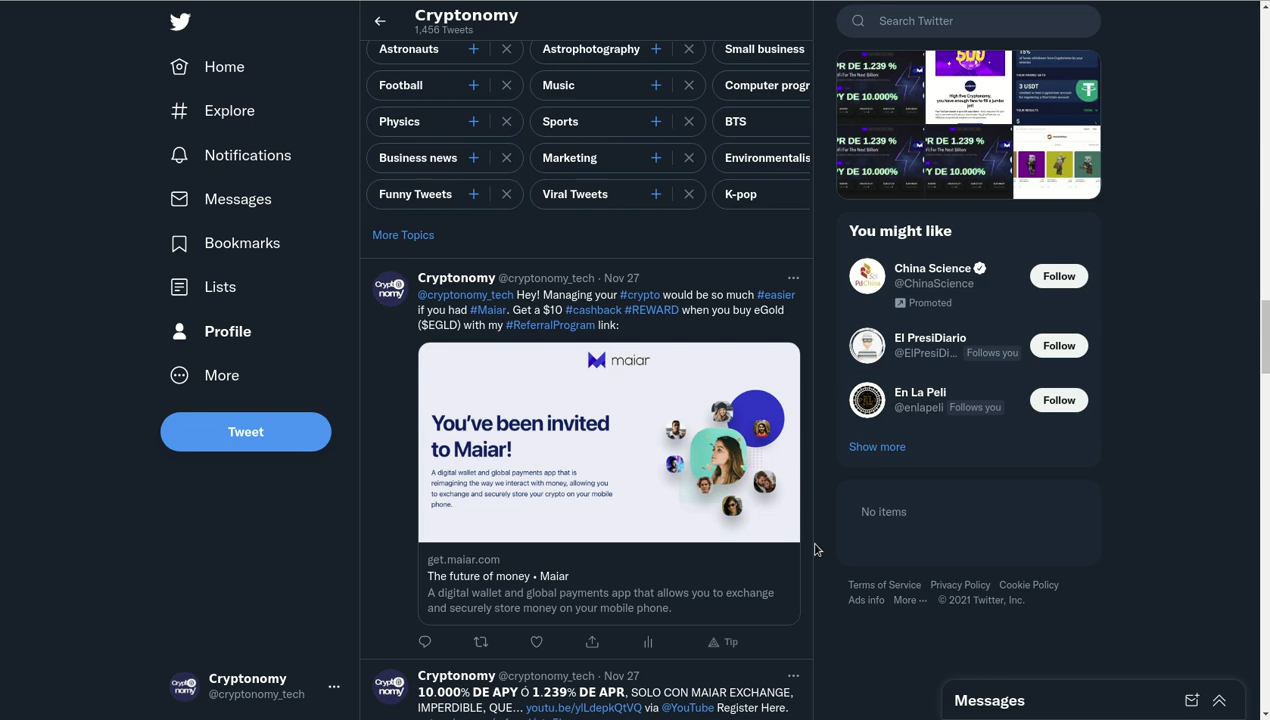 Cryptonomy
1,456 Tweets
Search Twitter
Home
Explore
Notifications
Messages
Bookmarks
Lists
Profile
More
Tweet
Cryptonomy
@cryptonomy_tech
Astronauts
Astrophotography
Small business
Football
Music
Computer progr
Physics
Sports
BTS
Business news
Marketing
Environmentalis
Funny Tweets
Viral Tweets
K-pop
More Topics
Cryptonomy @cryptonomy_tech · Nov 27
@cryptonomy_tech Hey! Managing your #crypto would be so much #easier
if you had #Maiar. Get a $10 #cashback #REWARD when you buy eGold
($EGLD) with my #ReferralProgram link:
maiar
You've been invited
to Maiar!
A digital wallet and global payments app that is
reimagining the way we interact with money, allowing you
to exchange and securely store your crypto on your mobile
phone.
get.maiar.com
The future of money • Maiar
A digital wallet and global payments app that allows you to exchange
and securely store money on your mobile phone.
Tip
Cryptonomy @cryptonomy_tech · Nov 27
10.000% DE APY Ó 1.239% DE APR, SOLO CON MAIAR EXCHANGE,
IMPERDIBLE, QUE... youtu.be/ylLdepkQtVQ via @YouTube Register Here.
You might like
China Science
@ChinaScience
Promoted
Follow
El PresiDiario
@ElPresiDi... Follows you
Follow
En La Peli
@enlapeli Follows you
Follow
Show more
No items
Terms of Service Privacy Policy Cookie Policy
Ads info More ··· © 2021 Twitter, Inc.
Messages